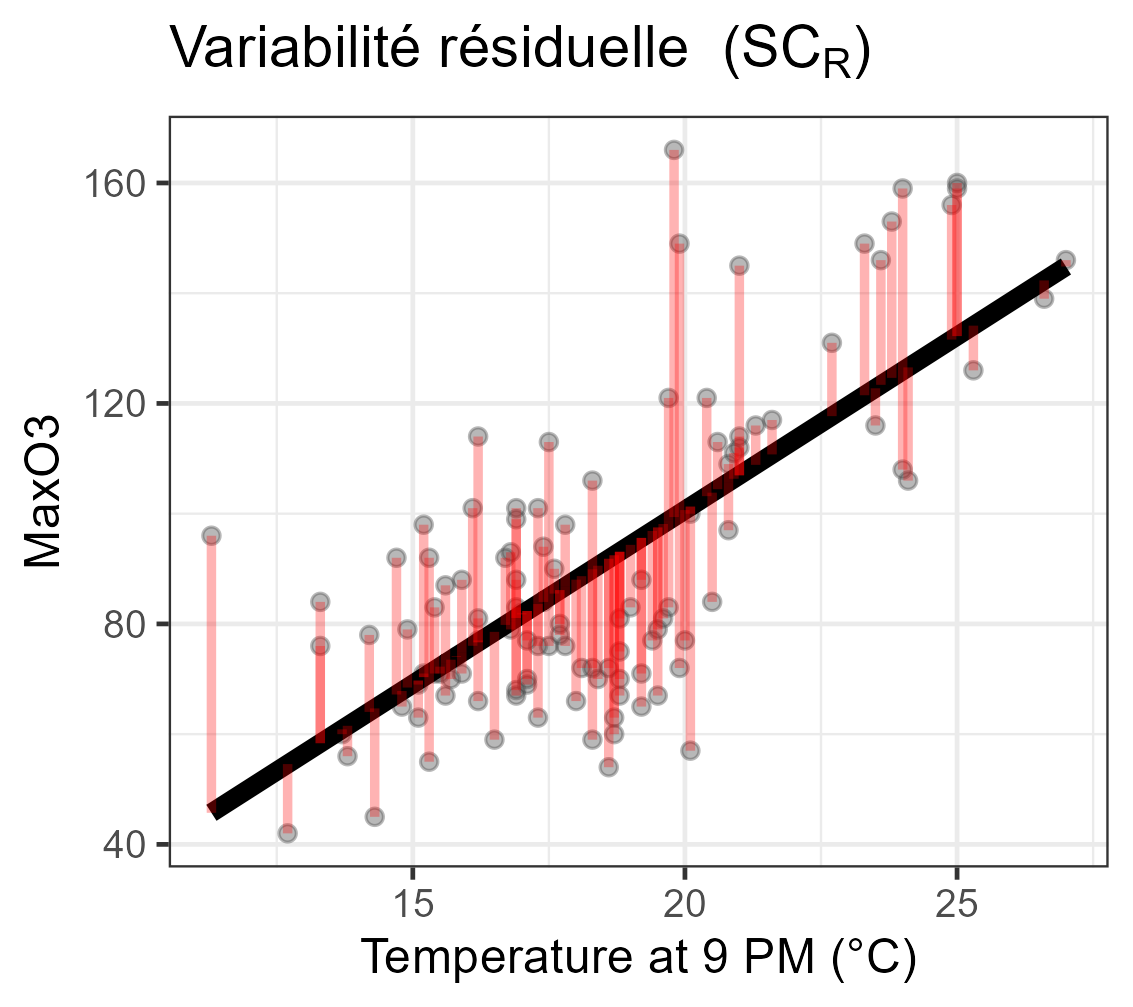 Variabilité résiduelle  (SC_R)
160
120
80
40
MaxO3
15 20 25
Temperature at 9 PM (°C)